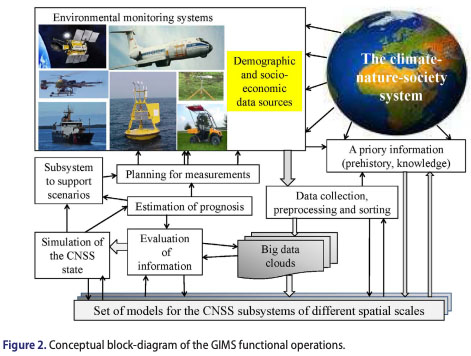 Environmental monitoring systems
Demographic
and socio-
economic
data sources
The climate-
nature-society
system
A priory information
(prehistory, knowledge)
Subsystem
to support
scenarios
Planning for measurements
Estimation of prognosis
Data collection,
preprocessing and sorting
Simulation of
the CNSS
state
Evaluation
of
information
Big data
clouds
Set of models for the CNSS subsystems of different spatial scales
Figure 2. Conceptual block-diagram of the GIMS functional operations.